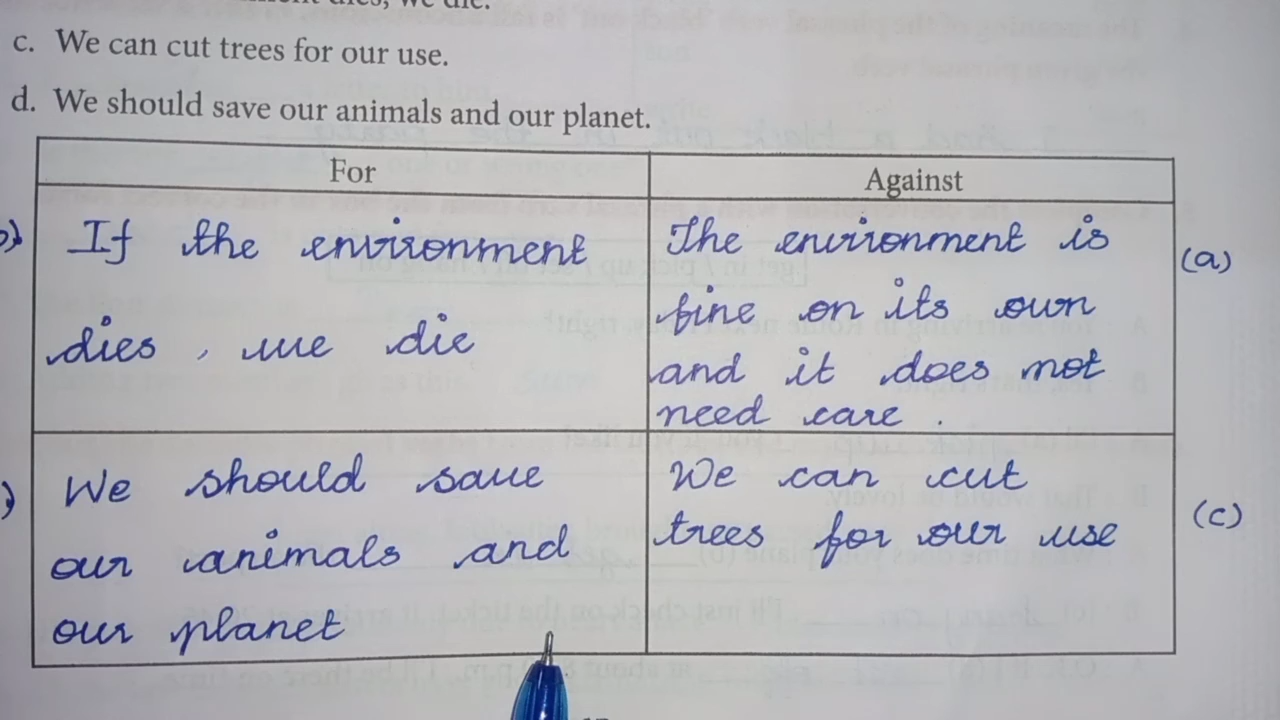 c. We can cut trees for our use.
d. We should save our animals and our planet.
For
Against
If the environment
dies, we die
The environment is
fine on its own
and it does not
need care.
(a)
We should save
our animals and
our planet
We can cut
trees for our use
(c)